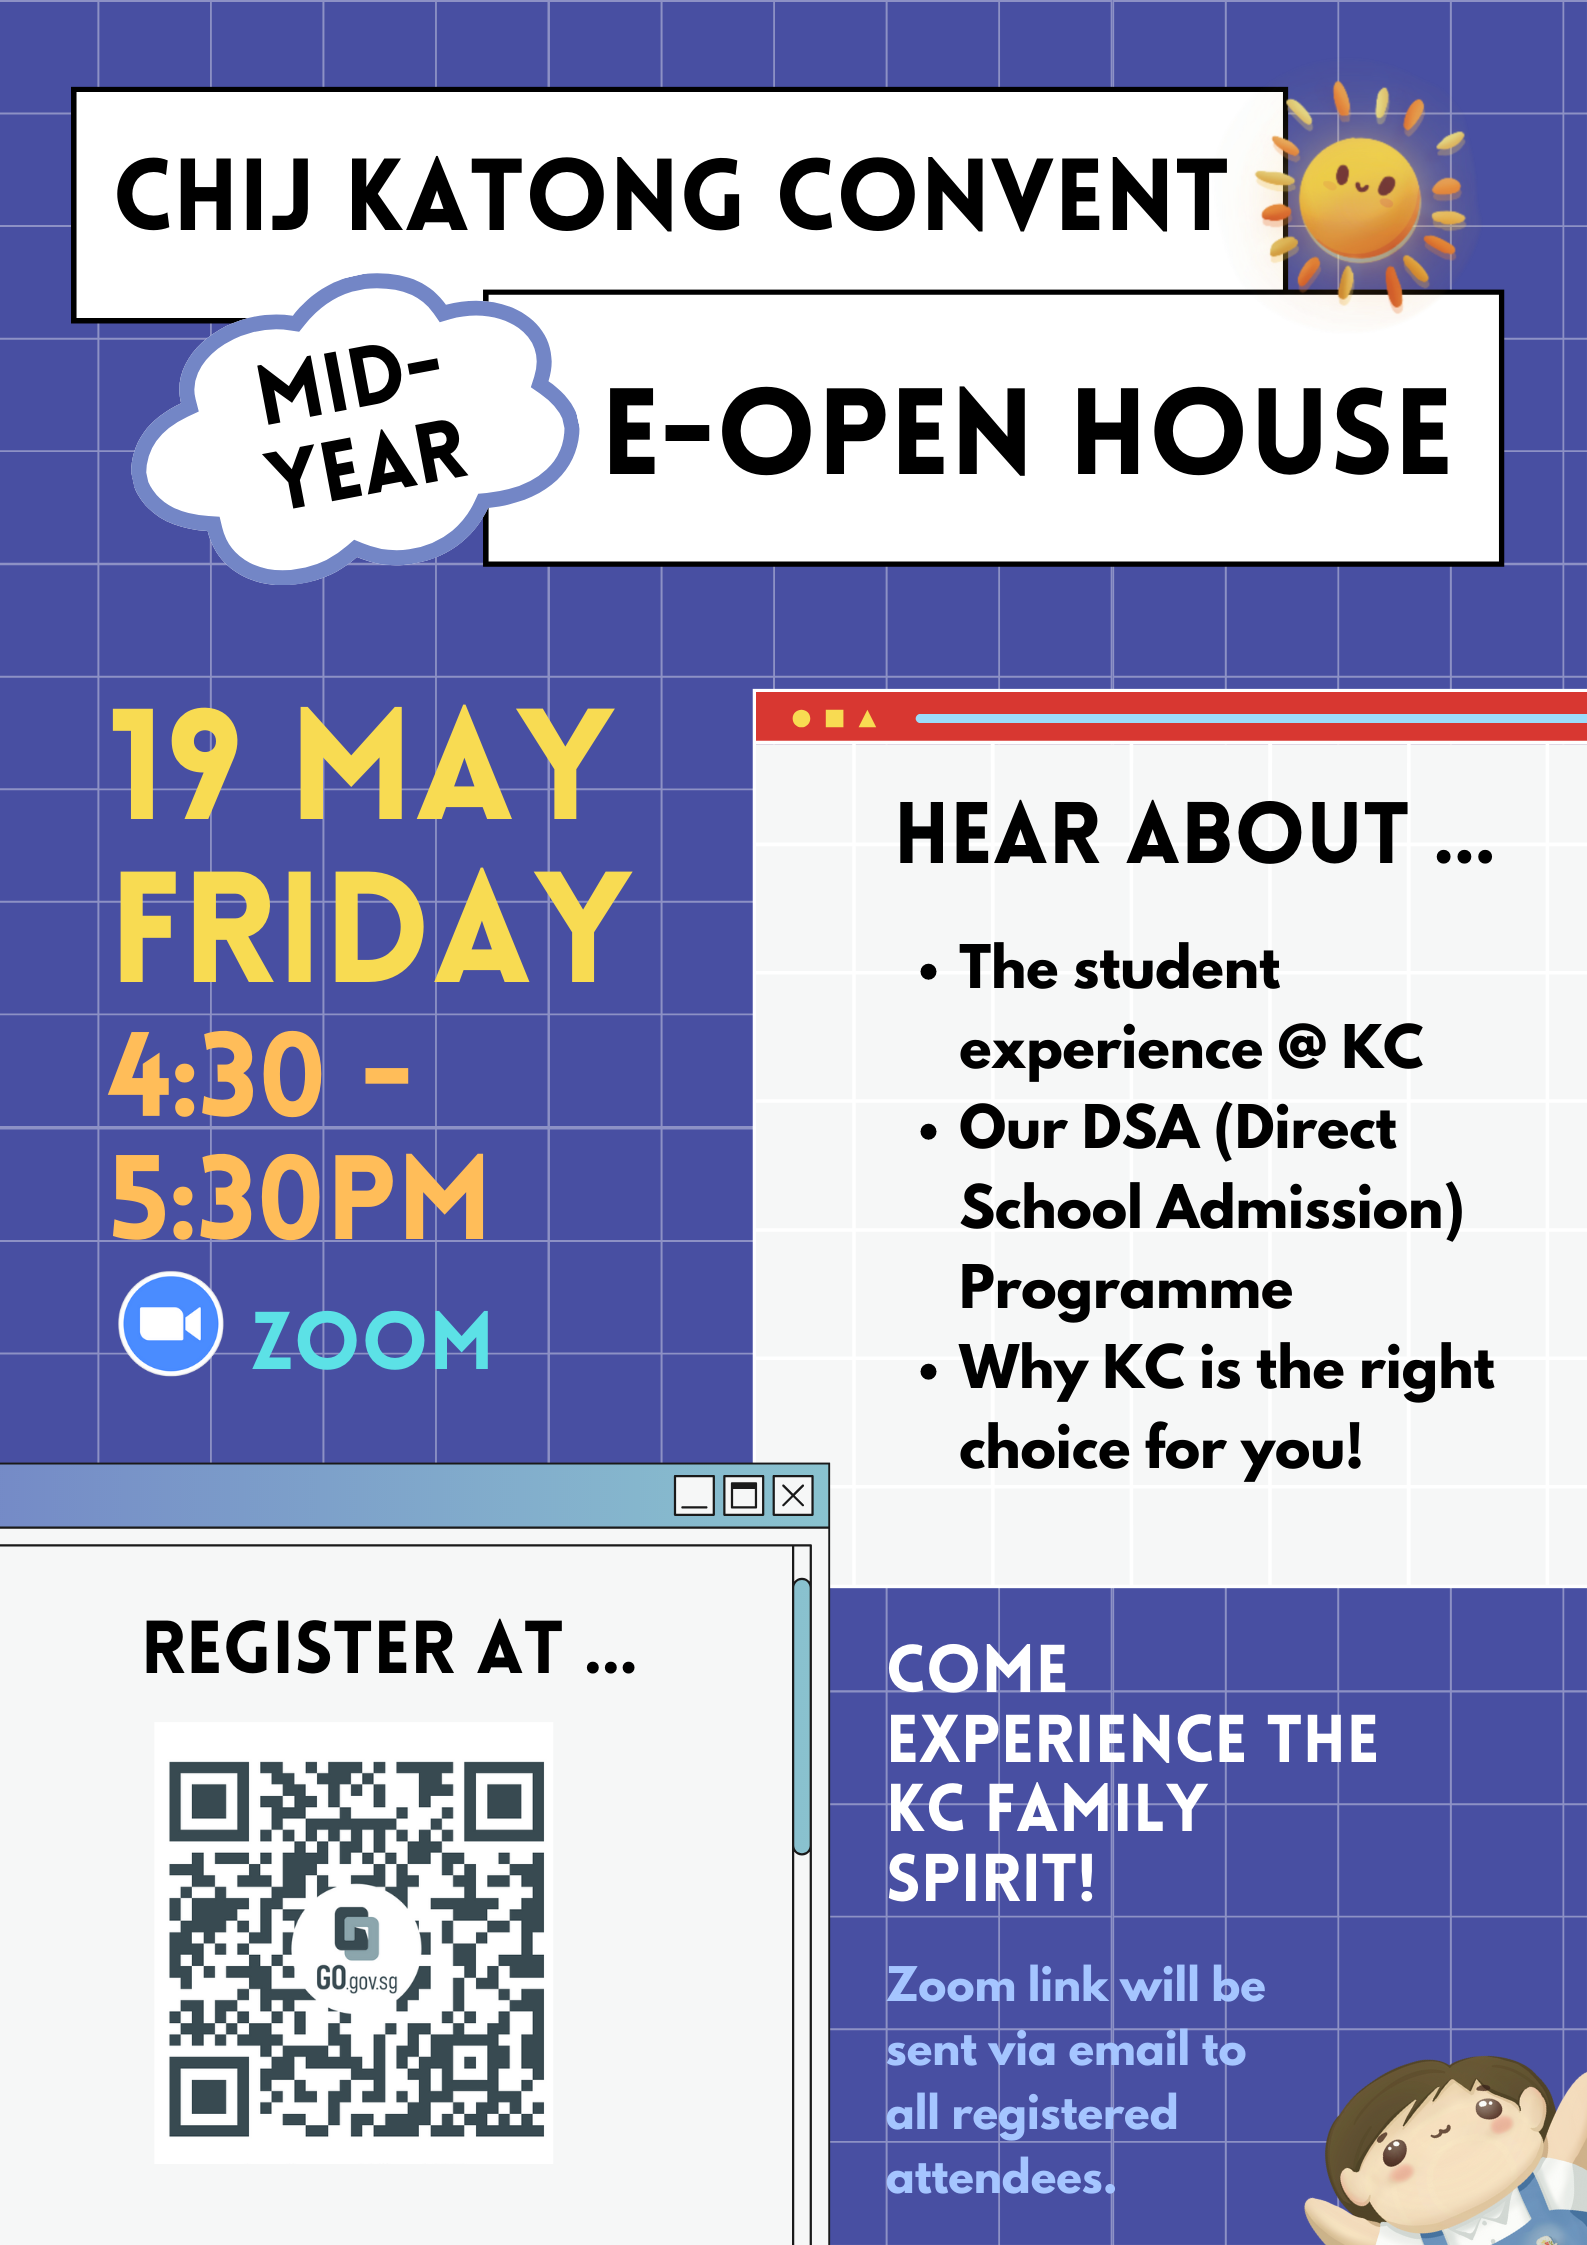 CHIJ KATONG CONVENT
MID-
YEAR
E-OPEN HOUSE
19 MAY
FRIDAY
4:30 -
5:30PM
ZOOM
HEAR ABOUT ...
• The student
experience @ KC
• Our DSA (Direct
School Admission)
Programme
• Why KC is the right
choice for you!
REGISTER AT ...
GO.gov.sg
COME
EXPERIENCE THE
KC FAMILY
SPIRIT!
Zoom link will be
sent via email to
all registered
attendees.